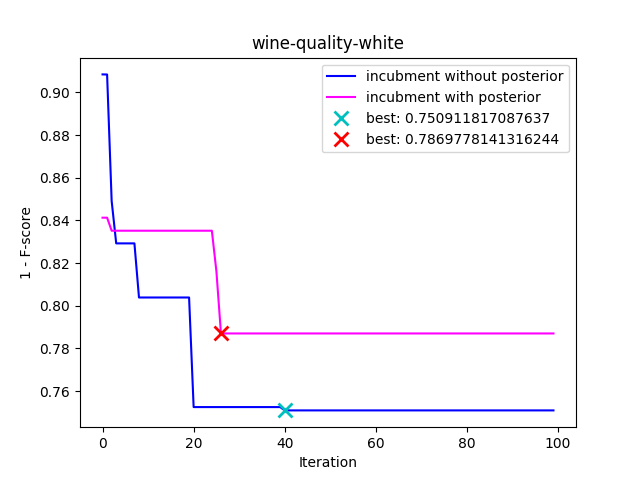 wine-quality-white
incubment without posterior
incubment with posterior
best: 0.750911817087637
best: 0.7869778141316244
0.90
0.88
0.86
0.84
0.82
0.80
0.78
0.76
1 - F-score
0 20 40 60 80 100
Iteration